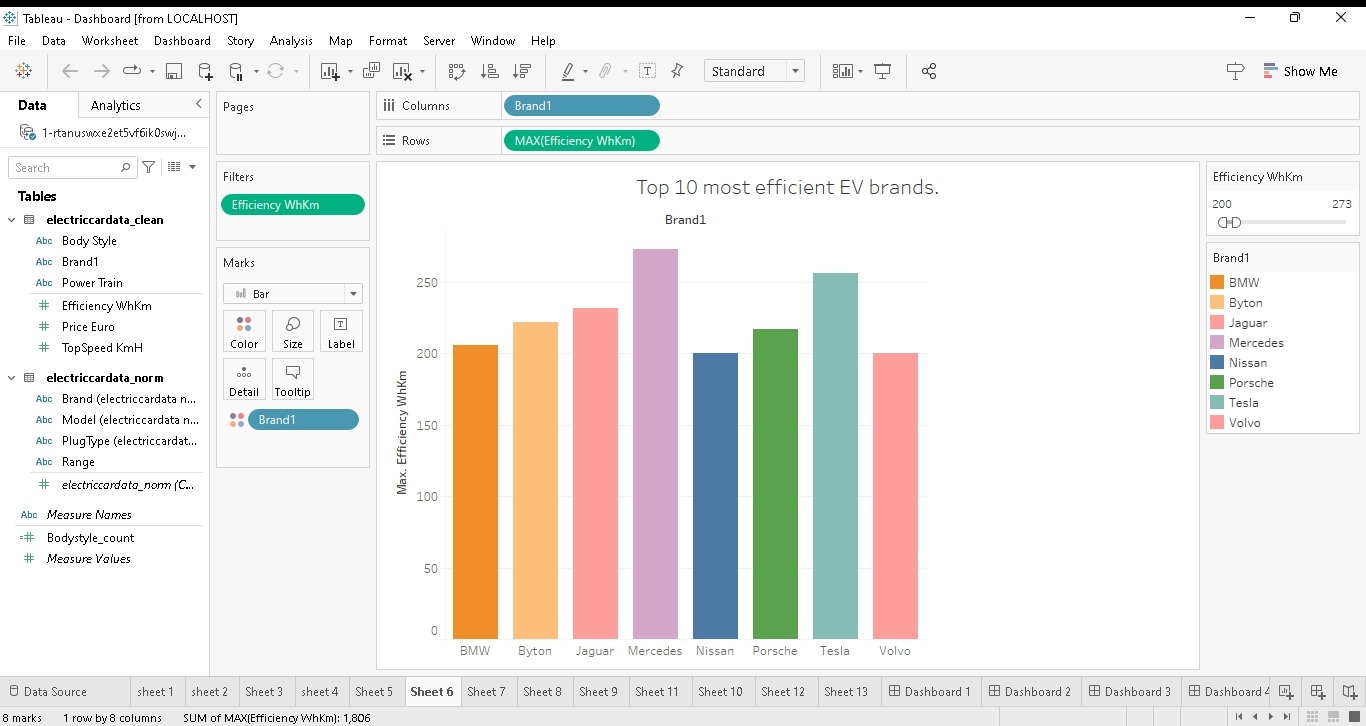 Tableau - Dashboard [from LOCALHOST]
File Data Worksheet Dashboard Story Analysis Map Format Server Window Help
Standard
Show Me
Data Analytics
1-rtanuswxe2et5vf6ik0swj...
Search
Tables
electriccardata_clean
Abc Body Style
Abc Brand1
Abc Power Train
# Efficiency WhKm
# Price Euro
# TopSpeed KmH
electriccardata_norm
Abc Brand (electriccardata n...
Abc Model (electriccardata n...
Abc PlugType (electriccardat...
Abc Range
# electriccardata_norm (C...
Abc Measure Names
=# Bodystyle_count
# Measure Values
Pages
Filters
Efficiency WhKm
Marks
Bar
Color Size Label
Detail Tooltip
Brand1
Columns Brand1
Rows MAX(Efficiency WhKm)
Top 10 most efficient EV brands.
Brand1
Max. Efficiency WhKm
250
200
150
100
50
0
BMW Byton Jaguar Mercedes Nissan Porsche Tesla Volvo
Efficiency WhKm
200 273
Brand1
BMW
Byton
Jaguar
Mercedes
Nissan
Porsche
Tesla
Volvo
Data Source sheet 1 sheet 2 Sheet 3 sheet 4 Sheet 5 Sheet 6 Sheet 7 Sheet 8 Sheet 9 Sheet 11 Sheet 10 Sheet 12 Sheet 13 Dashboard 1 Dashboard 2 Dashboard 3 Dashboard 4
8 marks 1 row by 8 columns SUM of MAX(Efficiency WhKm): 1,806